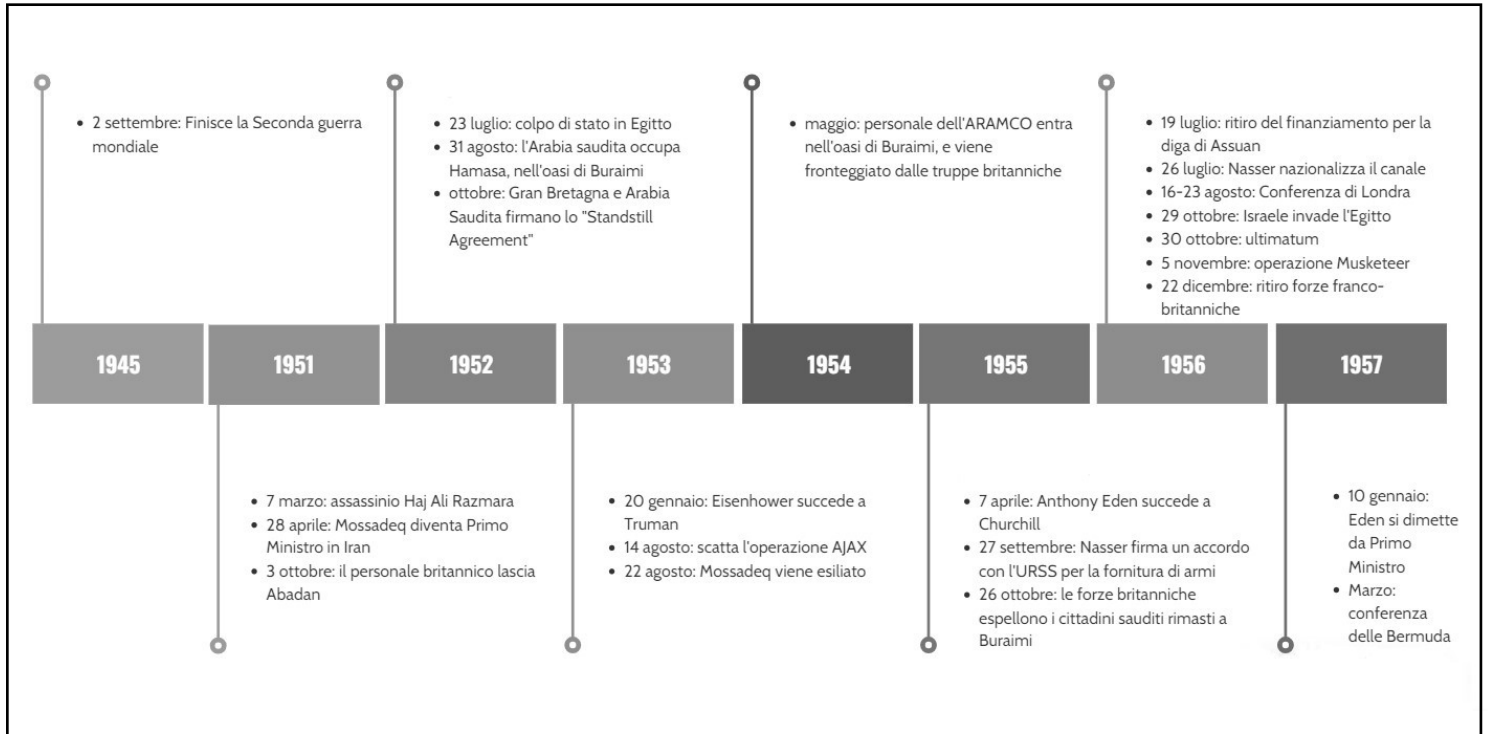 • 2 settembre: Finisce la Seconda guerra
mondiale
• 23 luglio: colpo di stato in Egitto
• 31 agosto: l'Arabia saudita occupa
Hamasa, nell'oasi di Buraimi
• ottobre: Gran Bretagna e Arabia
Saudita firmano lo "Standstill
Agreement"
• maggio: personale dell'ARAMCO entra
nell'oasi di Buraimi, e viene
fronteggiato dalle truppe britanniche
• 19 luglio: ritiro del finanziamento per la
diga di Assuan
• 26 luglio: Nasser nazionalizza il canale
• 16-23 agosto: Conferenza di Londra
• 29 ottobre: Israele invade l'Egitto
• 30 ottobre: ultimatum
• 5 novembre: operazione Musketeer
• 22 dicembre: ritiro forze franco-
britanniche
1945 1951 1952 1953 1954 1955 1956 1957
• 7 marzo: assassinio Haj Ali Razmara
• 28 aprile: Mossadeq diventa Primo
Ministro in Iran
• 3 ottobre: il personale britannico lascia
Abadan
• 20 gennaio: Eisenhower succede a
Truman
• 14 agosto: scatta l'operazione AJAX
• 22 agosto: Mossadeq viene esiliato
• 7 aprile: Anthony Eden succede a
Churchill
• 27 settembre: Nasser firma un accordo
con l'URSS per la fornitura di armi
• 26 ottobre: le forze britanniche
espellono i cittadini sauditi rimasti a
Buraimi
• 10 gennaio:
Eden si dimette
da Primo
Ministro
• Marzo:
conferenza
delle Bermuda